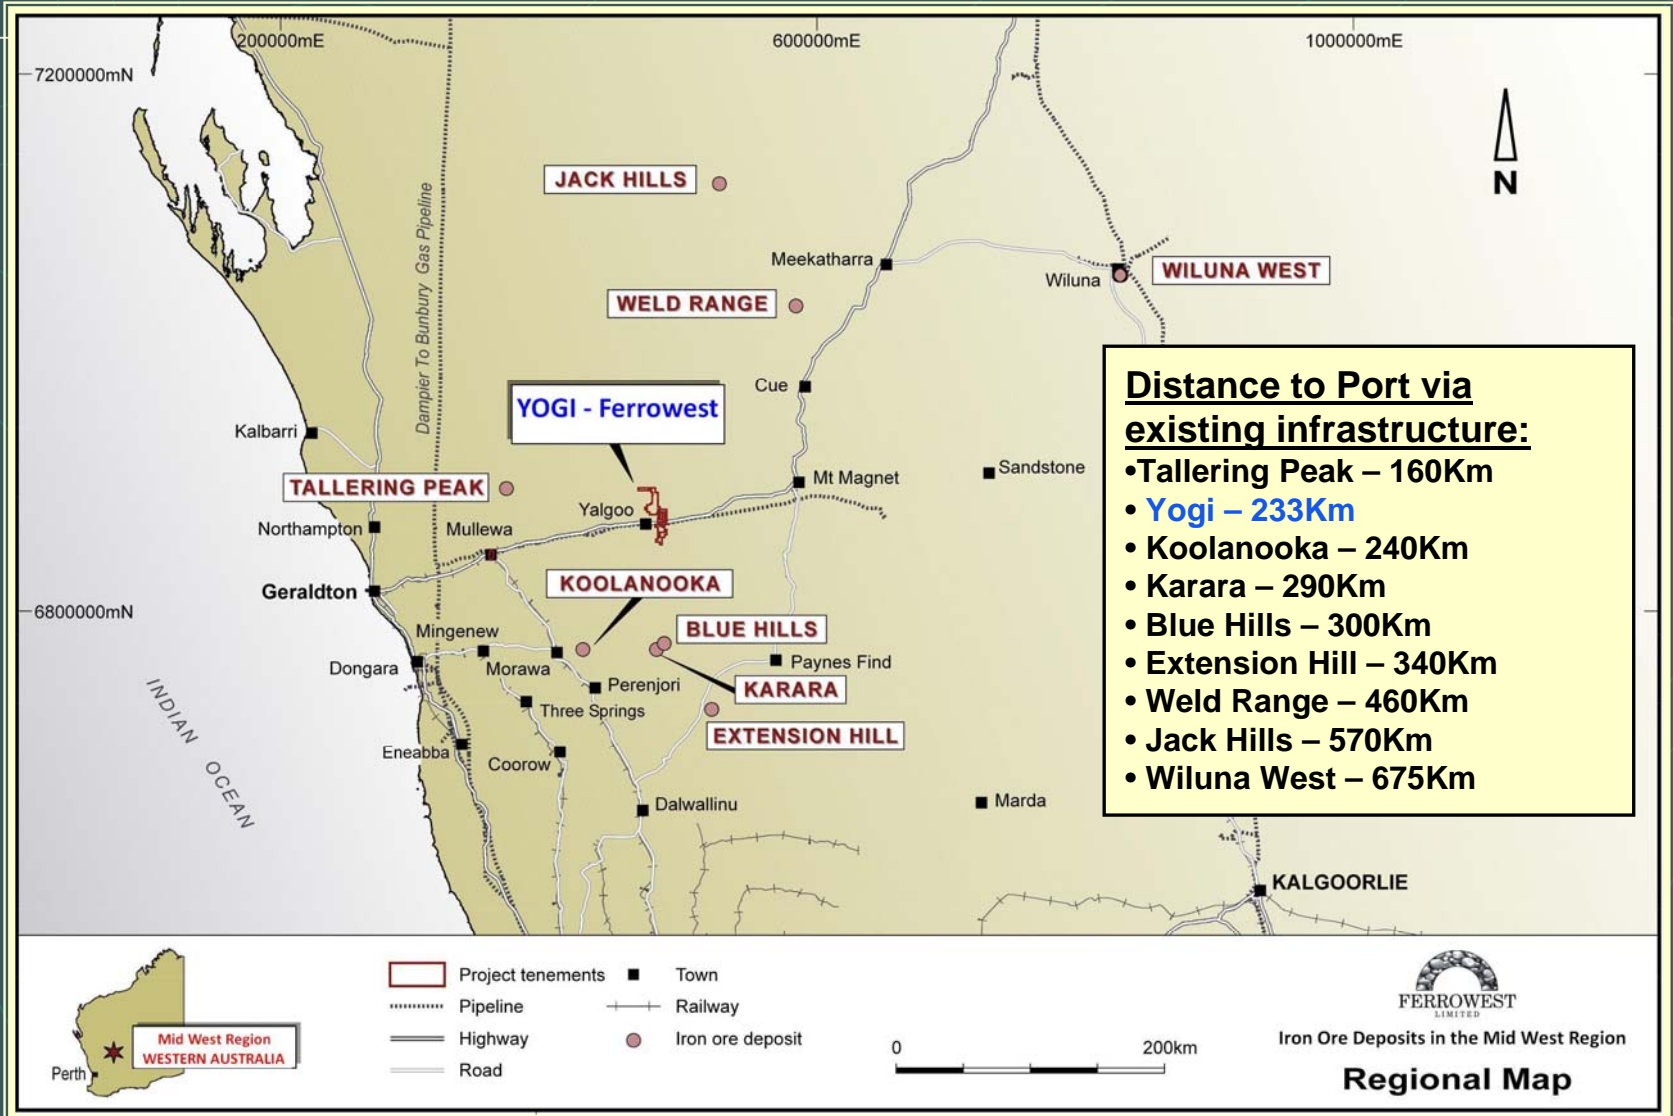 200000mE
600000mE
1000000mE
7200000mN
N
JACK HILLS
Dampier To Bunbury Gas Pipeline
Meekatharra
Wiluna
WILUNA WEST
WELD RANGE
Cue
YOGI - Ferrowest
Kalbarri
TALLERING PEAK
Mt Magnet
Sandstone
Yalgoo
Northampton
Mullewa
Geraldton
KOOLANOOKA
6800000mN
Mingenew
BLUE HILLS
Dongara
Morawa
Paynes Find
Perenjori
KARARA
Three Springs
EXTENSION HILL
Eneabba
Coorow
INDIAN OCEAN
Dalwallinu
Marda
KALGOORLIE
Distance to Port via
existing infrastructure:
•Tallering Peak – 160Km
• Yogi – 233Km
• Koolanooka – 240Km
• Karara – 290Km
• Blue Hills – 300Km
• Extension Hill – 340Km
• Weld Range – 460Km
• Jack Hills – 570Km
• Wiluna West – 675Km
Mid West Region
WESTERN AUSTRALIA
Perth
Project tenements
Pipeline
Highway
Road
Town
Railway
Iron ore deposit
0
200km
FERROWEST
LIMITED
Iron Ore Deposits in the Mid West Region
Regional Map